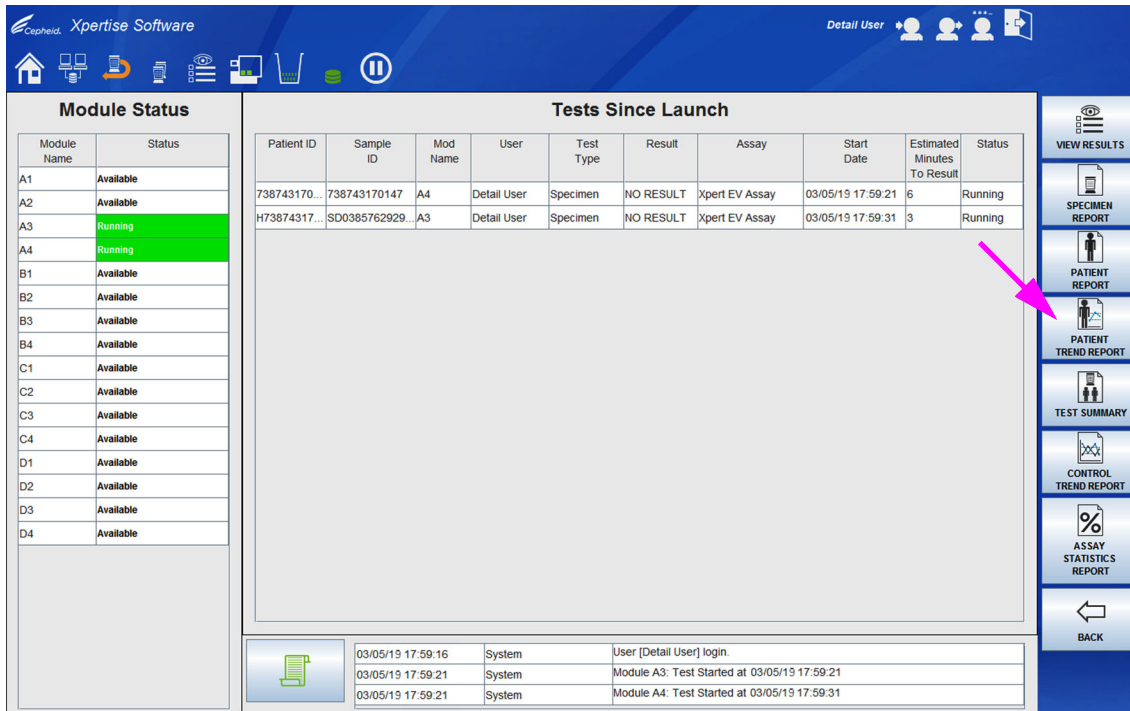 Cepheid. Xpertise Software
Detail User
Module Status
Module Name Status
A1 Available
A2 Available
A3 Running
A4 Running
B1 Available
B2 Available
B3 Available
B4 Available
C1 Available
C2 Available
C3 Available
C4 Available
D1 Available
D2 Available
D3 Available
D4 Available
Tests Since Launch
Patient ID Sample ID Mod Name User Test Type Result Assay Start Date Estimated Minutes To Result Status
738743170... 738743170147 A4 Detail User Specimen NO RESULT Xpert EV Assay 03/05/19 17:59:21 6 Running
H73874317... SD0385762929... A3 Detail User Specimen NO RESULT Xpert EV Assay 03/05/19 17:59:31 3 Running
03/05/19 17:59:16 System User [Detail User] login.
03/05/19 17:59:21 System Module A3: Test Started at 03/05/19 17:59:21
03/05/19 17:59:21 System Module A4: Test Started at 03/05/19 17:59:31
VIEW RESULTS
SPECIMEN
REPORT
PATIENT
REPORT
PATIENT
TREND REPORT
TEST SUMMARY
CONTROL
TREND REPORT
%
ASSAY
STATISTICS
REPORT
BACK